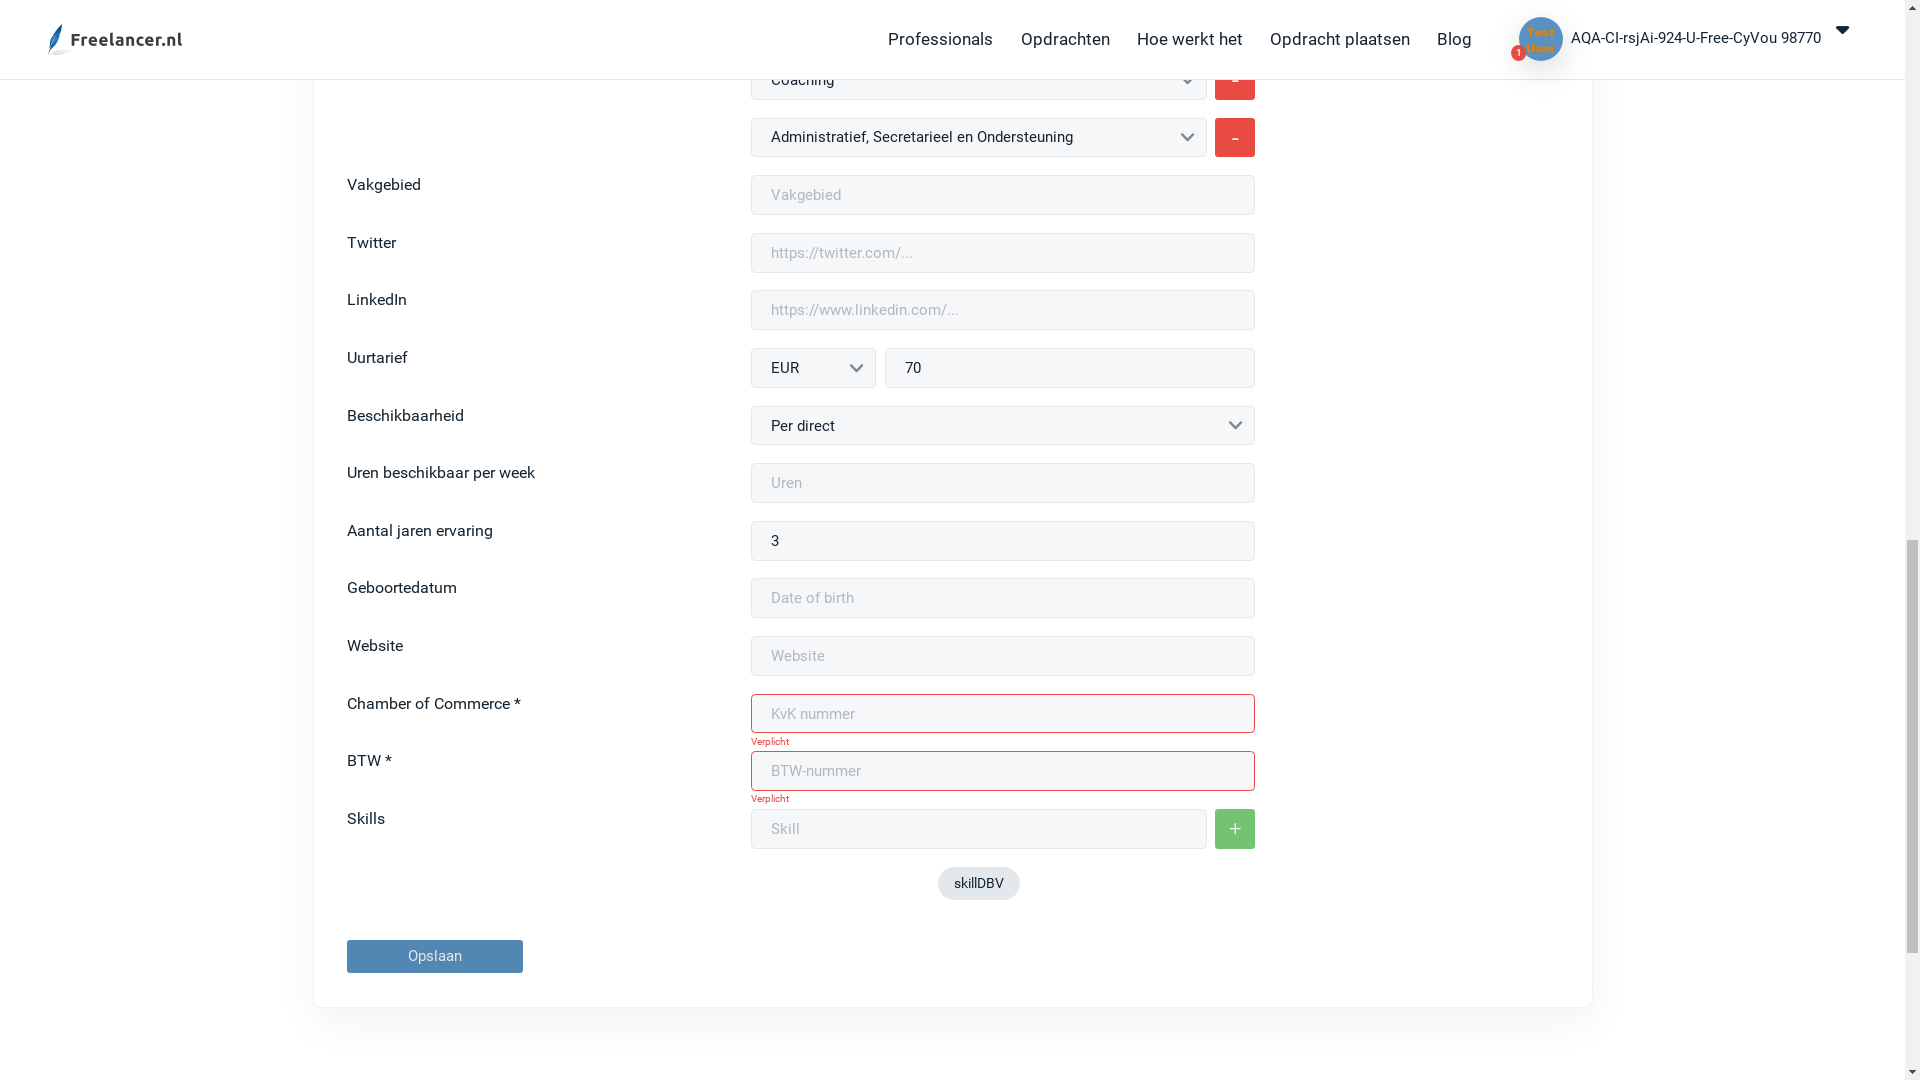 Freelancer.nl
Professionals
Opdrachten
Hoe werkt het
Opdracht plaatsen
Blog
Test
User
1
AQA-CI-rsjAi-924-U-Free-CyVou 98770
Coaching
-
Administratief, Secretarieel en Ondersteuning
-
Vakgebied
Vakgebied
Twitter
https://twitter.com/...
LinkedIn
https://www.linkedin.com/...
Uurtarief
EUR
70
Beschikbaarheid
Per direct
Uren beschikbaar per week
Uren
Aantal jaren ervaring
3
Geboortedatum
Date of birth
Website
Website
Chamber of Commerce *
KvK nummer
Verplicht
BTW *
BTW-nummer
Verplicht
Skills
Skill
+
skillDBV
Opslaan